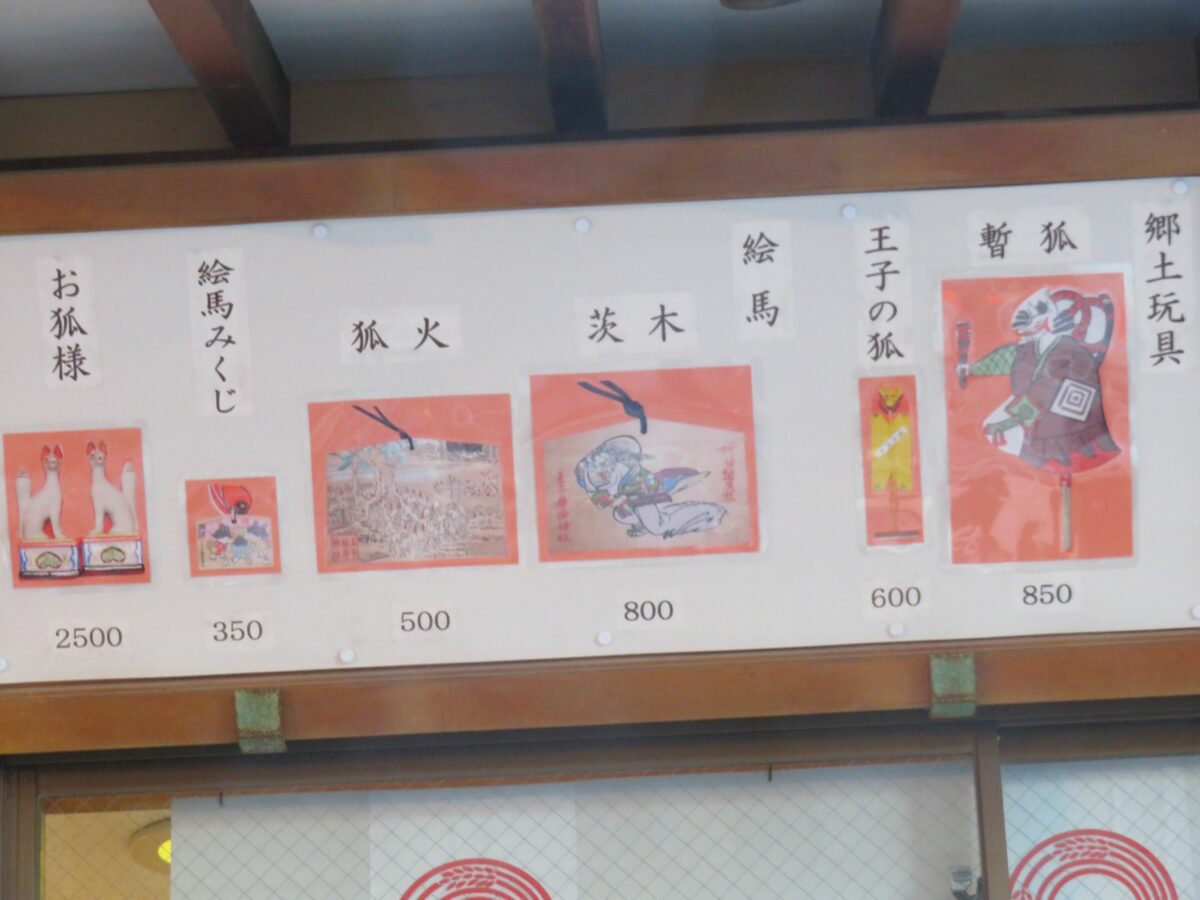 郷土玩具
暫狐
850
王子の狐
600
絵馬
茨木
800
狐火
500
絵馬みくじ
350
お狐様
2500